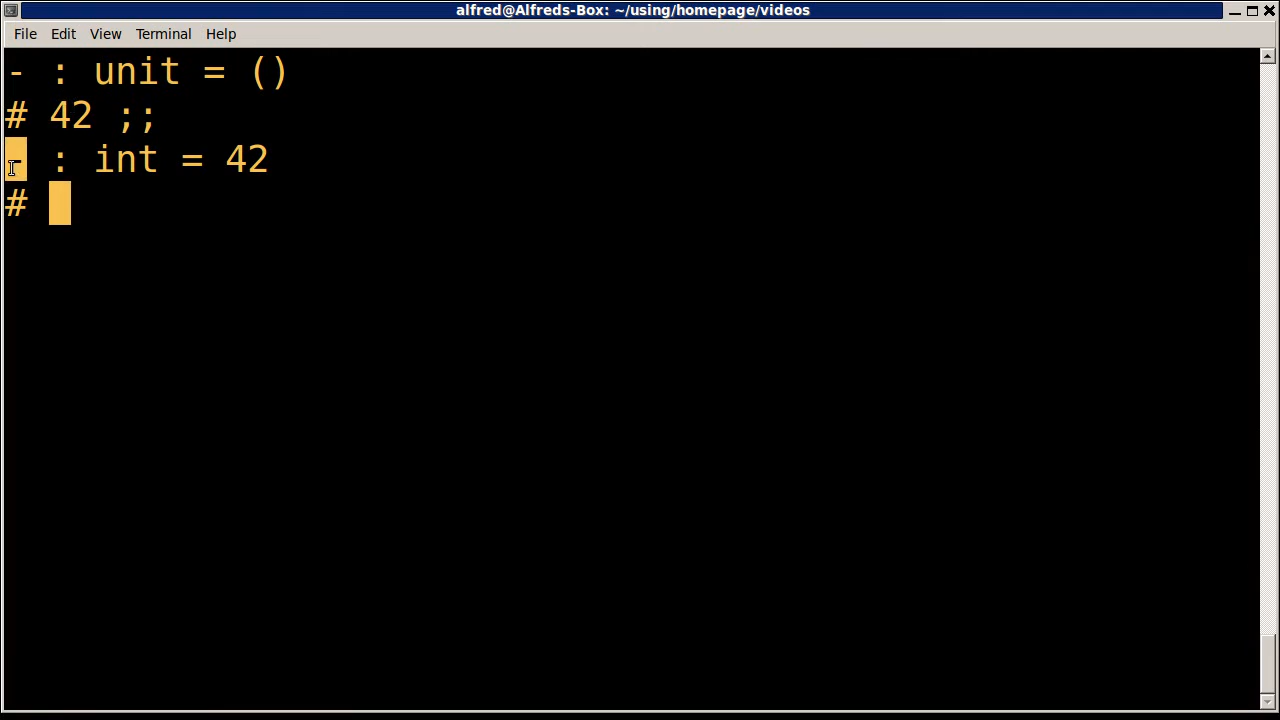 alfred@Alfreds-Box: ~/using/homepage/videos
File Edit View Terminal Help
- : unit = ()
# 42 ;;
- : int = 42
#